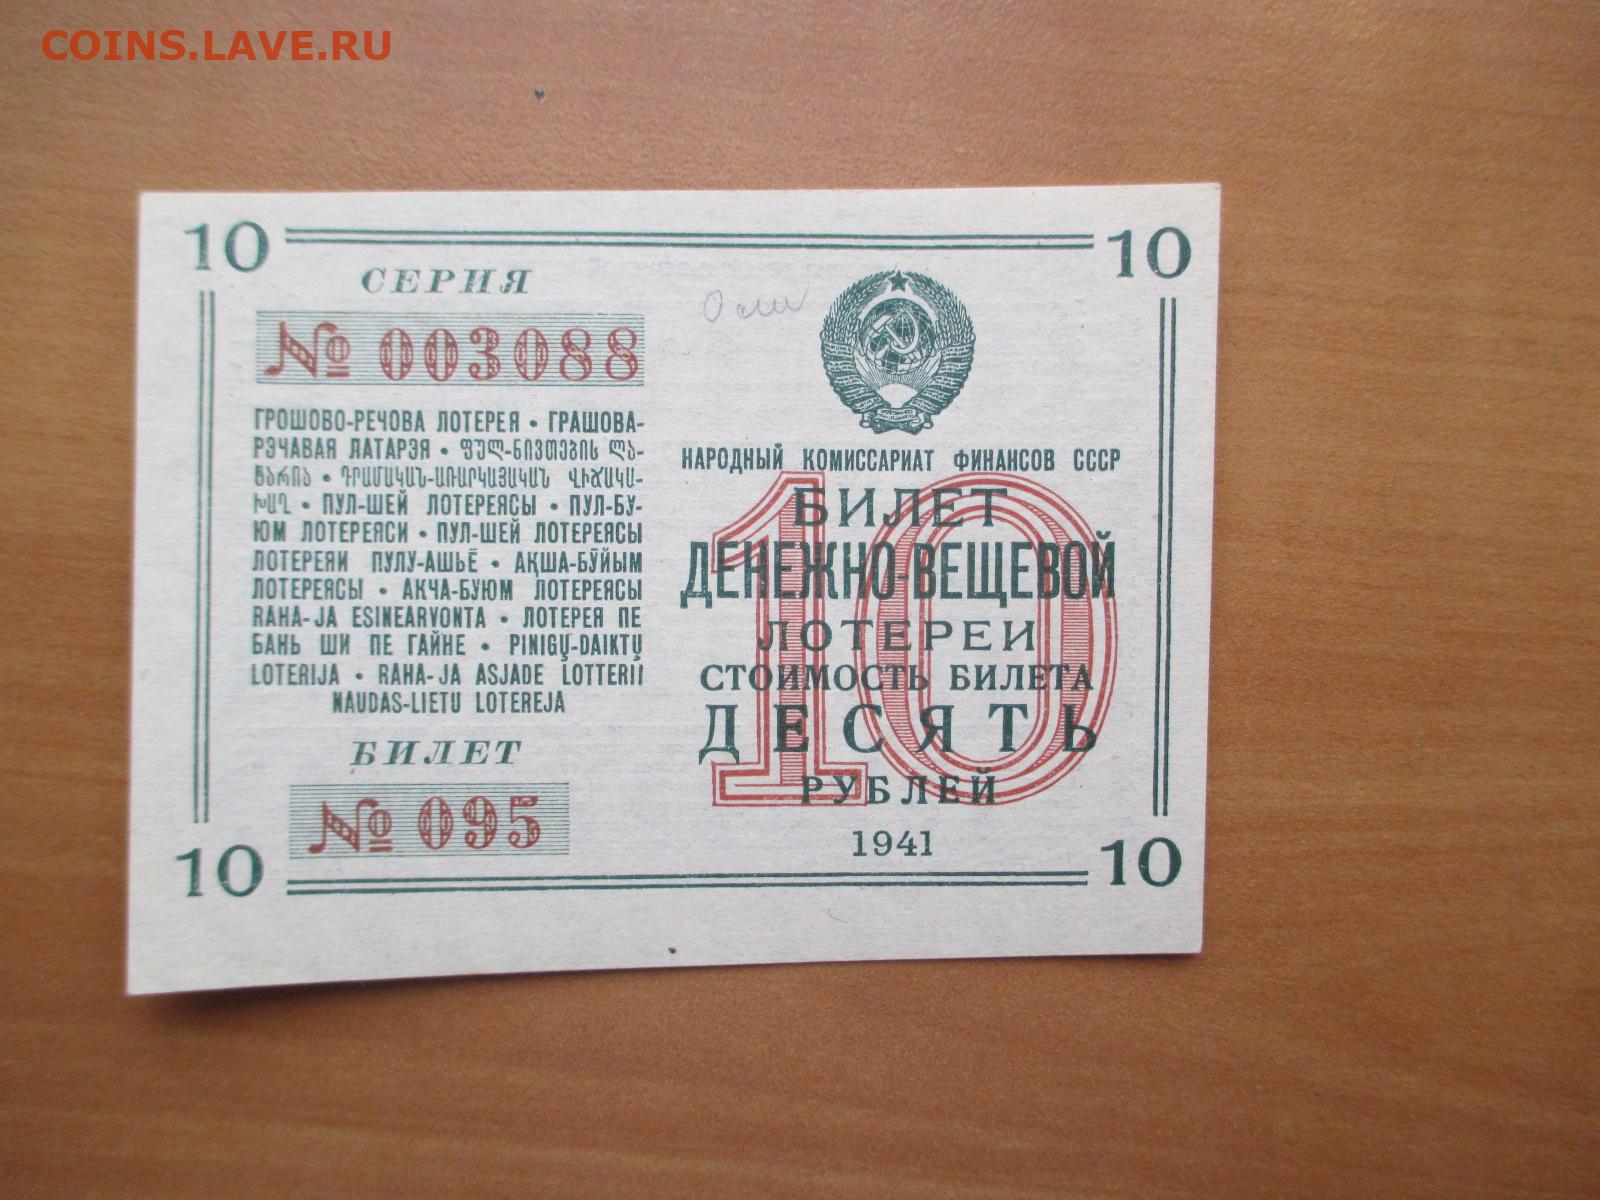 COINS.LAVE.RU
10 10
СЕРИЯ
№ 003088
ГРОШОВО-РЕЧОВА ЛОТЕРЕЯ • ГРАШОВА-
РЭЧАВАЯ ЛАТАРЭЯ • ფულ-ნივთების ლა-
ტარია • ԴՐԱՄԱԿԱՆ-ԱՌԱՐԿԱՅԱԿԱՆ ՎԻՃԱԿԱ-
ԽԱՂ • ПУЛ-ШЕЙ ЛОТЕРЕЯСЫ • ПУЛ-БУ-
ЮМ ЛОТЕРЕЯСИ • ПУЛ-ШЕЙ ЛОТЕРЕЯСЫ
ЛОТЕРЕЯИ ПУЛУ-АШЬЁ • АҚША-БӮЙЫМ
ЛОТЕРЕЯСЫ • АКЧА-БУЮМ ЛОТЕРЕЯСЫ
RAHA-JA ESINEARVONTA • ЛОТЕРЕЯ ПЕ
БАНЬ ШИ ПЕ ГАЙНЕ • PINIGŲ-DAIKTŲ
LOTERIJA • RAHA-JA ASJADE LOTTERII
NAUDAS-LIETU LOTEREJA
БИЛЕТ
№ 095
НАРОДНЫЙ КОМИССАРИАТ ФИНАНСОВ СССР
10
БИЛЕТ
ДЕНЕЖНО-ВЕЩЕВОЙ
ЛОТЕРЕИ
СТОИМОСТЬ БИЛЕТА
ДЕСЯТЬ
РУБЛЕЙ
1941
10 10